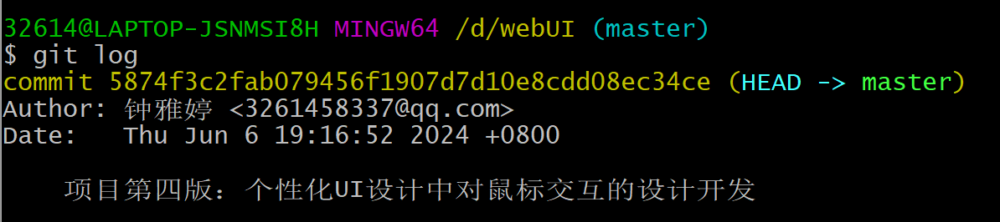 32614@LAPTOP-JSNMSI8H MINGW64 /d/webUI (master)
$ git log
commit 5874f3c2fab079456f1907d7d10e8cdd08ec34ce (HEAD -> master)
Author: 钟雅婷 <3261458337@qq.com>
Date:   Thu Jun 6 19:16:52 2024 +0800
    项目第四版：个性化UI设计中对鼠标交互的设计开发